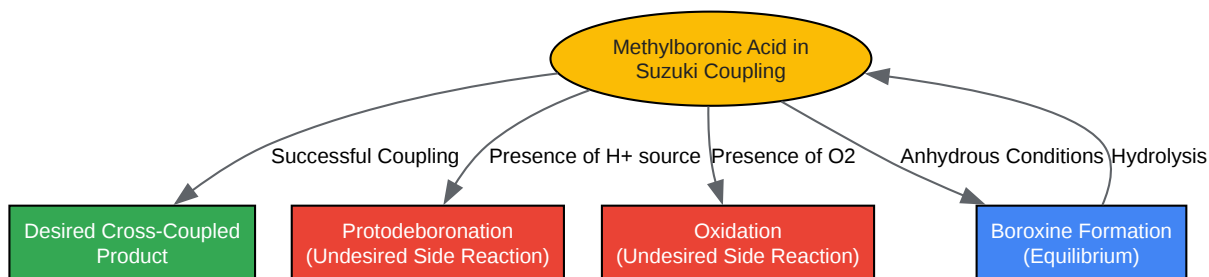 Methylboronic Acid in
Suzuki Coupling
Successful Coupling
Presence of H+ source
Presence of O2
Anhydrous Conditions
Hydrolysis
Desired Cross-Coupled
Product
Protodeboronation
(Undesired Side Reaction)
Oxidation
(Undesired Side Reaction)
Boroxine Formation
(Equilibrium)